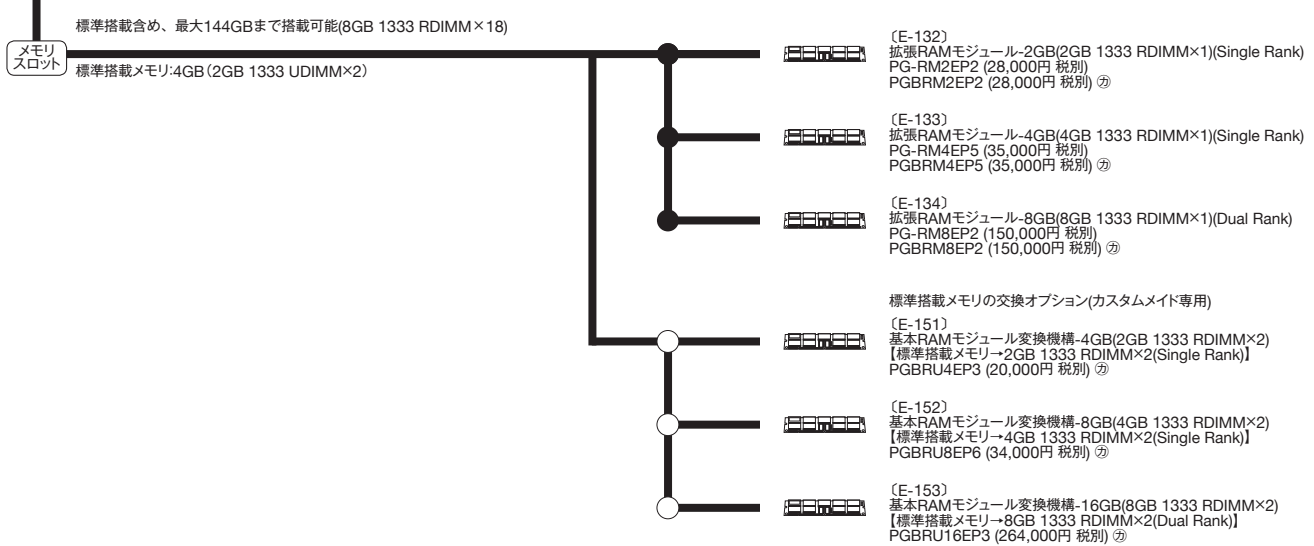 標準搭載含め、最大144GBまで搭載可能(8GB 1333 RDIMM×18)
メモリ
スロット
標準搭載メモリ:4GB(2GB 1333 UDIMM×2)
〔E-132〕
拡張RAMモジュール-2GB(2GB 1333 RDIMM×1)(Single Rank)
PG-RM2EP2 (28,000円 税別)
PGBRM2EP2 (28,000円 税別) ㋕
〔E-133〕
拡張RAMモジュール-4GB(4GB 1333 RDIMM×1)(Single Rank)
PG-RM4EP5 (35,000円 税別)
PGBRM4EP5 (35,000円 税別) ㋕
〔E-134〕
拡張RAMモジュール-8GB(8GB 1333 RDIMM×1)(Dual Rank)
PG-RM8EP2 (150,000円 税別)
PGBRM8EP2 (150,000円 税別) ㋕
標準搭載メモリの交換オプション(カスタムメイド専用)
〔E-151〕
基本RAMモジュール変換機構-4GB(2GB 1333 RDIMM×2)
【標準搭載メモリ→2GB 1333 RDIMM×2(Single Rank)】
PGBRU4EP3 (20,000円 税別) ㋕
〔E-152〕
基本RAMモジュール変換機構-8GB(4GB 1333 RDIMM×2)
【標準搭載メモリ→4GB 1333 RDIMM×2(Single Rank)】
PGBRU8EP6 (34,000円 税別) ㋕
〔E-153〕
基本RAMモジュール変換機構-16GB(8GB 1333 RDIMM×2)
【標準搭載メモリ→8GB 1333 RDIMM×2(Dual Rank)】
PGBRU16EP3 (264,000円 税別) ㋕